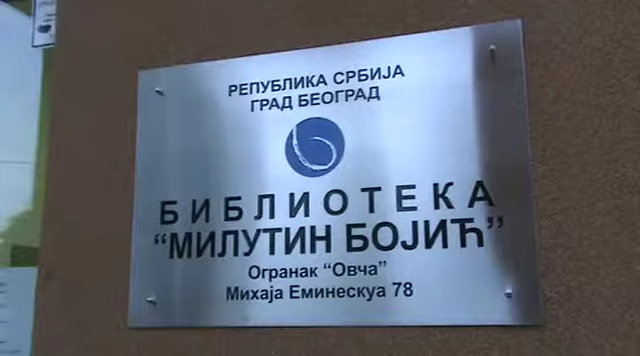 РЕПУБЛИКА СРБИЈА
ГРАД БЕОГРАД
БИБЛИОТЕКА
“МИЛУТИН БОЈИЋ”
Огранак “Овча”
Михаја Еминескуа 78